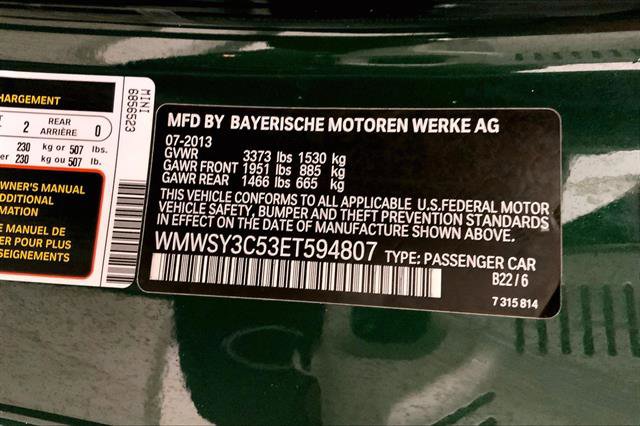 HARGEMENT
2 REAR ARRIÈRE 0
230 kg or 507 lbs.
230 kg ou 507 lb.
WNER'S MANUAL
DDITIONAL
MATION
E MANUEL DE
R POUR PLUS
SEIGNEMENTS
MINI
6856523
MFD BY BAYERISCHE MOTOREN WERKE AG
07-2013
GVWR 3373 lbs 1530 kg
GAWR FRONT 1951 lbs 885 kg
GAWR REAR 1466 lbs 665 kg
THIS VEHICLE CONFORMS TO ALL APPLICABLE U.S.FEDERAL MOTOR
VEHICLE SAFETY, BUMPER AND THEFT PREVENTION STANDARDS
IN EFFECT ON THE DATE OF MANUFACTURE SHOWN ABOVE.
WMWSY3C53ET594807 TYPE: PASSENGER CAR
B22/6
7 315 814